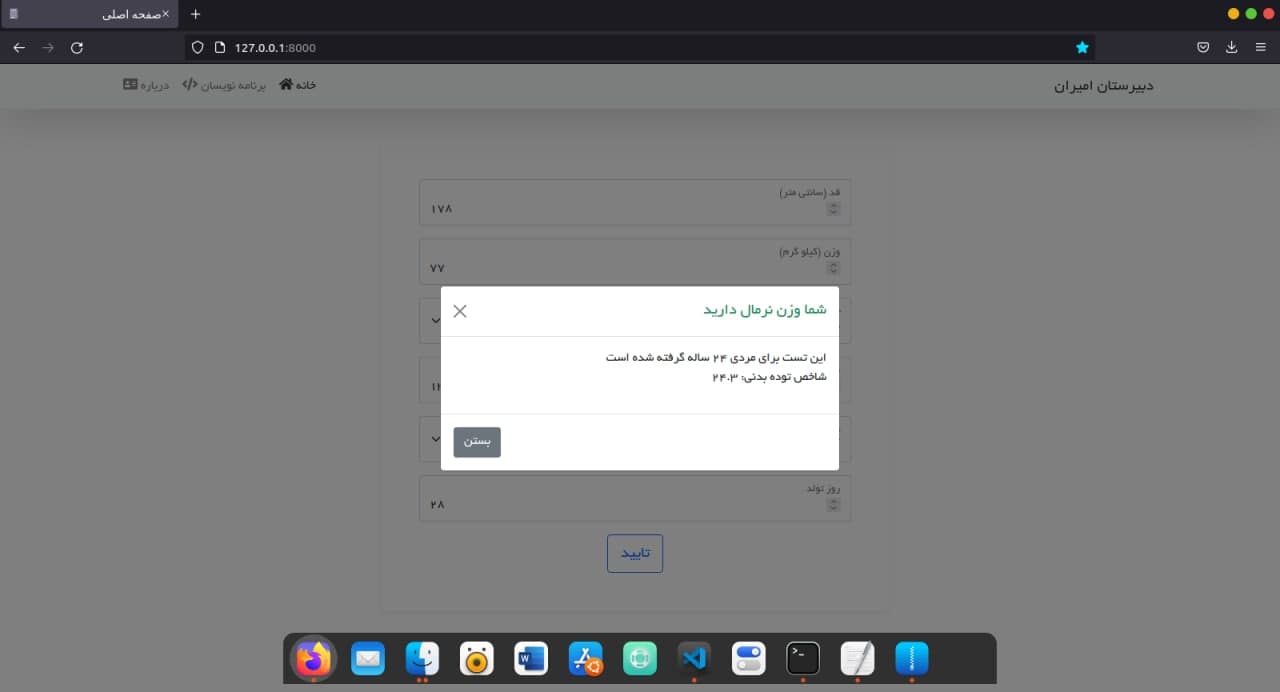 صفحه اصلی
127.0.0.1:8000
دبیرستان امیران
خانه
برنامه نویسان
درباره
قد (سانتی متر)
۱۷۸
وزن (کیلو گرم)
۷۷
شما وزن نرمال دارید
این تست برای مردی ۲۴ ساله گرفته شده است
شاخص توده بدنی: ۲۴.۳
بستن
روز تولد
۲۸
تایید